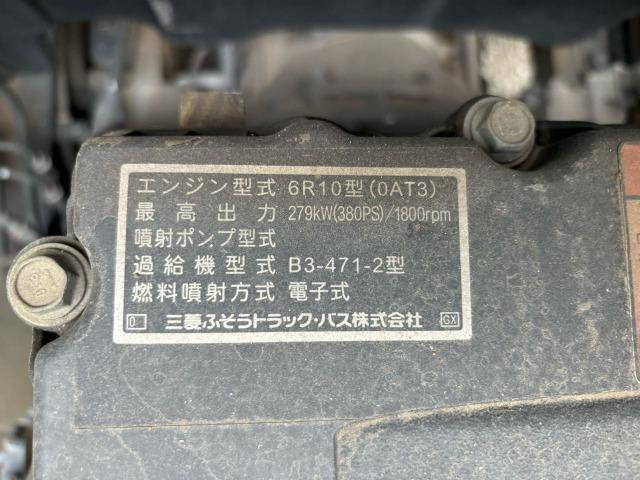 エンジン型式 6R10型(0AT3)
最高出力 279kW(380PS)/1800rpm
噴射ポンプ型式
過給機型式 B3-471-2型
燃料噴射方式 電子式
0 三菱ふそうトラック・バス株式会社 GX